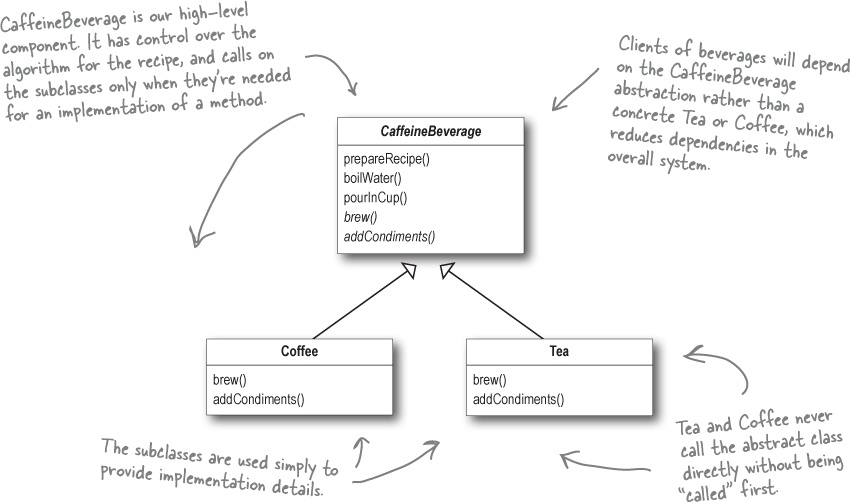 CaffeineBeverage is our high-level
component. It has control over the
algorithm for the recipe, and calls on
the subclasses only when they're needed
for an implementation of a method.
Clients of beverages will depend
on the CaffeineBeverage
abstraction rather than a
concrete Tea or Coffee, which
reduces dependencies in the
overall system.
CaffeineBeverage
prepareRecipe()
boilWater()
pourInCup()
brew()
addCondiments()
Coffee
brew()
addCondiments()
Tea
brew()
addCondiments()
The subclasses are used simply to
provide implementation details.
Tea and Coffee never
call the abstract class
directly without being
“called” first.